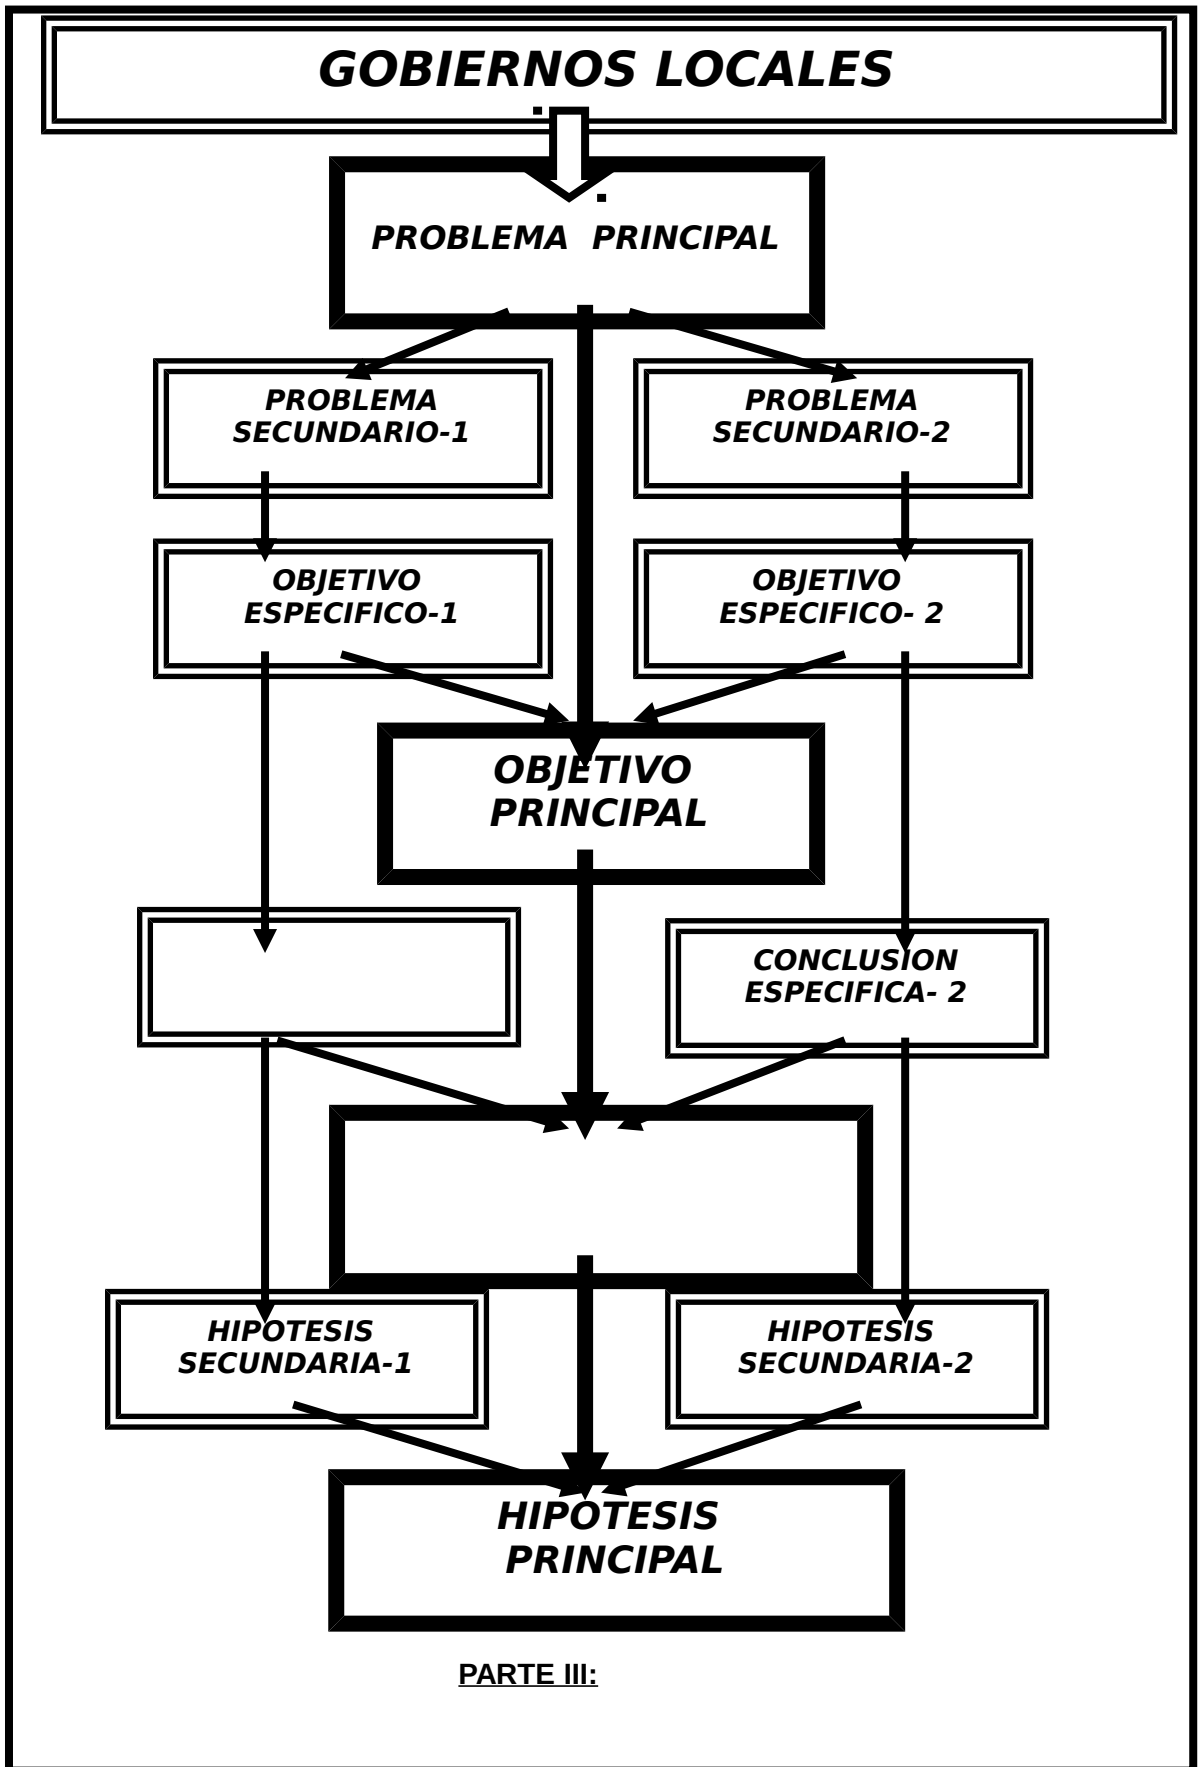 GOBIERNOS LOCALES
PROBLEMA PRINCIPAL
PROBLEMA
SECUNDARIO-1
PROBLEMA
SECUNDARIO-2
OBJETIVO
ESPECIFICO-1
OBJETIVO
ESPECIFICO- 2
OBJETIVO
PRINCIPAL
CONCLUSION
ESPECIFICA- 2
HIPOTESIS
SECUNDARIA-1
HIPOTESIS
SECUNDARIA-2
HIPOTESIS
PRINCIPAL
PARTE III: